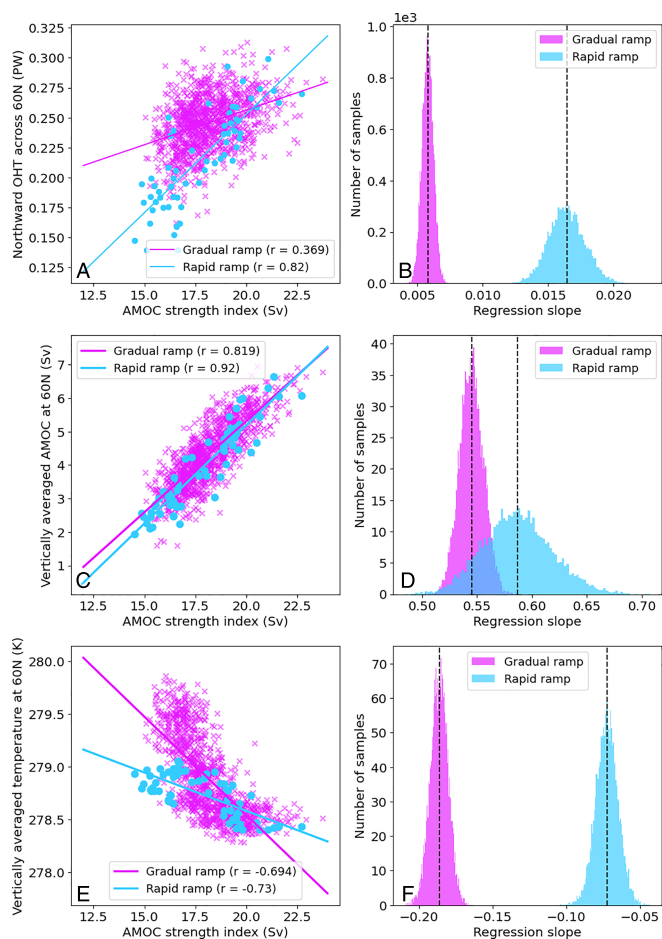 Northward OHT across 60N (PW)
0.325
0.300
0.275
0.250
0.225
0.200
0.175
0.150
0.125
A
Gradual ramp (r = 0.369)
Rapid ramp (r = 0.82)
12.5 15.0 17.5 20.0 22.5
AMOC strength index (Sv)
1e3
Number of samples
1.0
0.8
0.6
0.4
0.2
0.0
Gradual ramp
Rapid ramp
B
0.005 0.010 0.015 0.020
Regression slope
Vertically averaged AMOC at 60N (Sv)
7
6
5
4
3
2
1
Gradual ramp (r = 0.819)
Rapid ramp (r = 0.92)
C
12.5 15.0 17.5 20.0 22.5
AMOC strength index (Sv)
Number of samples
40
35
30
25
20
15
10
5
0
Gradual ramp
Rapid ramp
D
0.50 0.55 0.60 0.65 0.70
Regression slope
Vertically averaged temperature at 60N (K)
280.0
279.5
279.0
278.5
278.0
E
Gradual ramp (r = -0.694)
Rapid ramp (r = -0.73)
12.5 15.0 17.5 20.0 22.5
AMOC strength index (Sv)
Number of samples
70
60
50
40
30
20
10
0
Gradual ramp
Rapid ramp
F
−0.20 −0.15 −0.10 −0.05
Regression slope